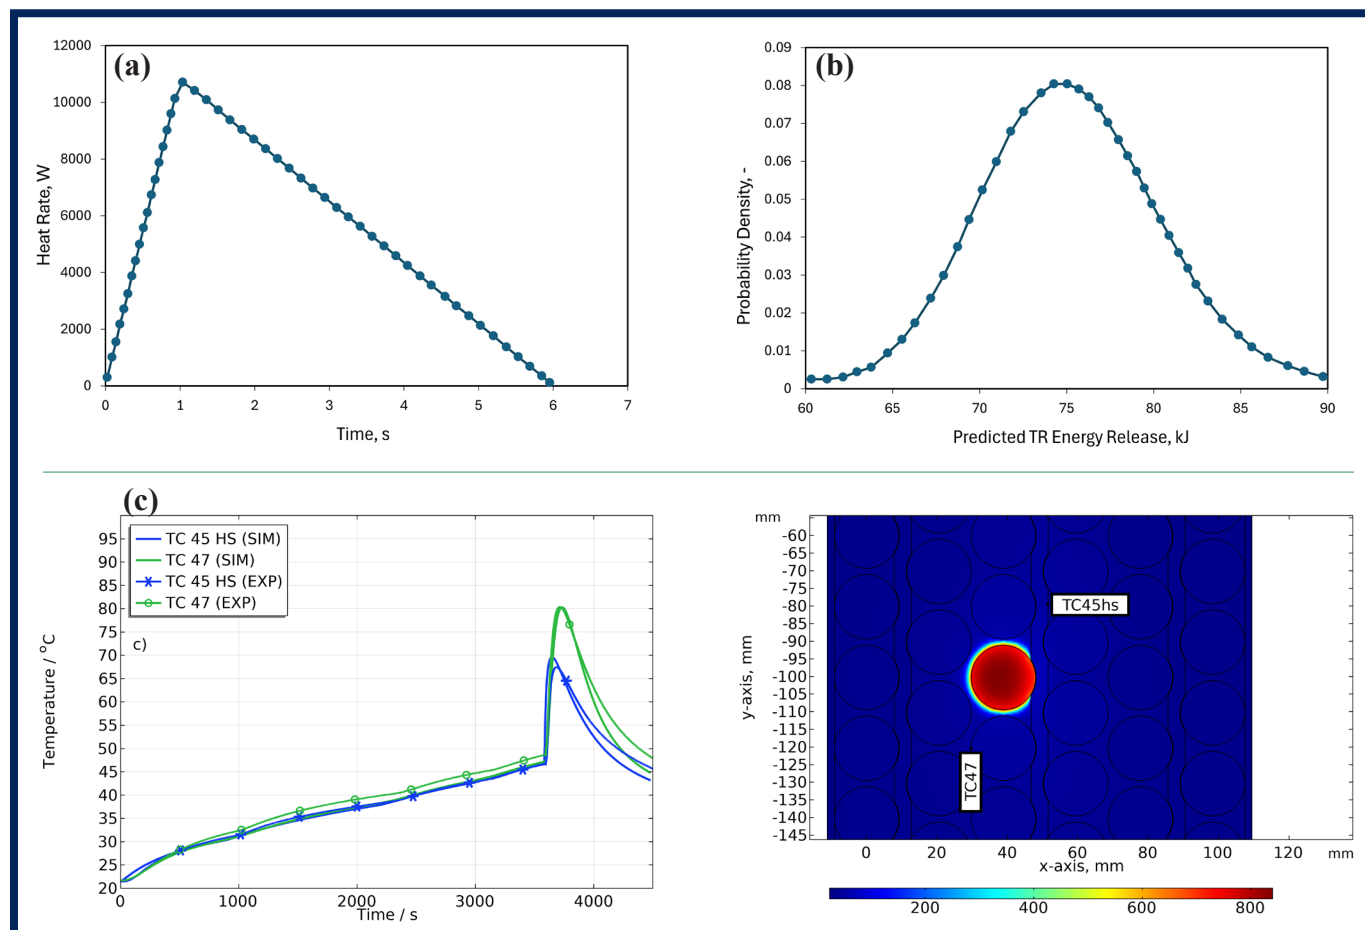 (a)
12000
10000
8000
6000
4000
2000
0
Heat Rate, W
0 1 2 3 4 5 6 7
Time, s
(b)
0.09
0.08
0.07
0.06
0.05
0.04
0.03
0.02
0.01
0
Probability Density, -
60 65 70 75 80 85 90
Predicted TR Energy Release, kJ
(c)
TC 45 HS (SIM)
TC 47 (SIM)
TC 45 HS (EXP)
TC 47 (EXP)
c)
95
90
85
80
75
70
65
60
55
50
45
40
35
30
25
20
Temperature / °C
0 1000 2000 3000 4000
Time / s
mm
-60
-65
-70
-75
-80
-85
-90
-95
-100
-105
-110
-115
-120
-125
-130
-135
-140
-145
y-axis, mm
TC45hs
TC47
0 20 40 60 80 100 120 mm
x-axis, mm
200 400 600 800